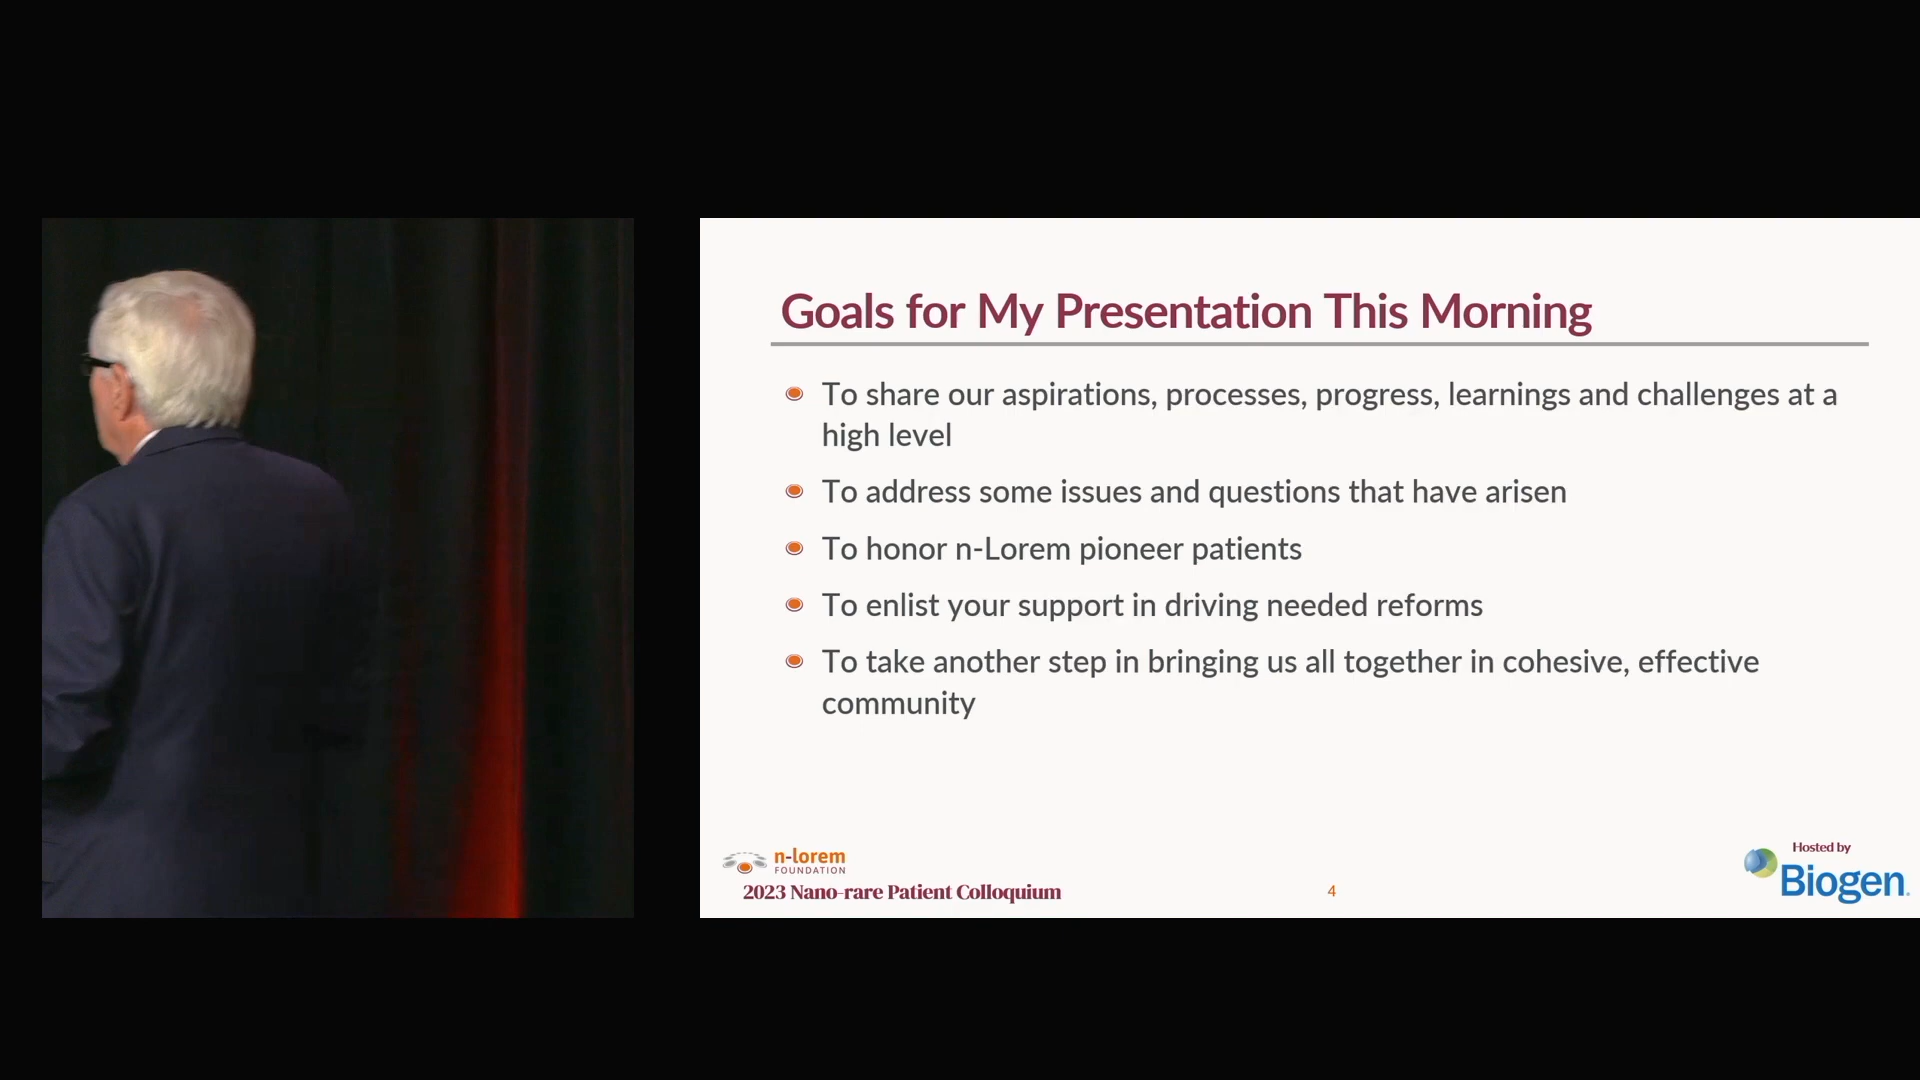 Goals for My Presentation This Morning
To share our aspirations, processes, progress, learnings and challenges at a
high level
To address some issues and questions that have arisen
To honor n-Lorem pioneer patients
To enlist your support in driving needed reforms
To take another step in bringing us all together in cohesive, effective
community
n-lorem
FOUNDATION
2023 Nano-rare Patient Colloquium
4
Hosted by
Biogen.